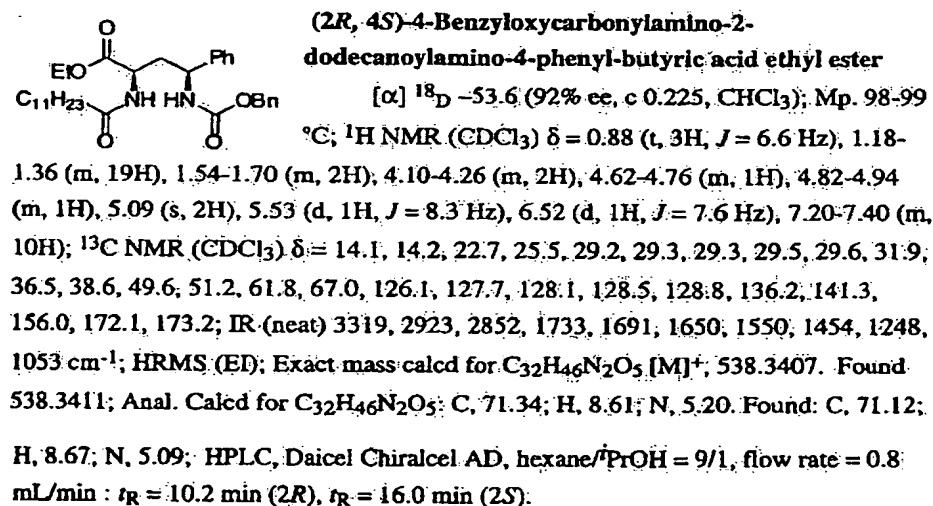 (2R, 4S)-4-Benzyloxycarbonylamino-2-
dodecanoylamino-4-phenyl-butyric acid ethyl ester
O
EtO
Ph
C11H23
NH HN
OBn
O
O
[α] 18D –53.6 (92% ee, c 0.225, CHCl3); Mp. 98-99
°C; 1H NMR (CDCl3) δ = 0.88 (t, 3H, J = 6.6 Hz), 1.18-
1.36 (m, 19H), 1.54-1.70 (m, 2H), 4.10-4.26 (m, 2H), 4.62-4.76 (m, 1H), 4.82-4.94
(m, 1H), 5.09 (s, 2H), 5.53 (d, 1H, J = 8.3 Hz), 6.52 (d, 1H, J = 7.6 Hz), 7.20-7.40 (m,
10H); 13C NMR (CDCl3) δ = 14.1, 14.2, 22.7, 25.5, 29.2, 29.3, 29.3, 29.5, 29.6, 31.9,
36.5, 38.6, 49.6, 51.2, 61.8, 67.0, 126.1, 127.7, 128.1, 128.5, 128.8, 136.2, 141.3,
156.0, 172.1, 173.2; IR (neat) 3319, 2923, 2852, 1733, 1691, 1650, 1550, 1454, 1248,
1053 cm-1; HRMS (EI); Exact mass calcd for C32H46N2O5 [M]+, 538.3407. Found
538.3411; Anal. Calcd for C32H46N2O5: C, 71.34; H, 8.61; N, 5.20. Found: C, 71.12;
H, 8.67; N, 5.09; HPLC, Daicel Chiralcel AD, hexane/iPrOH = 9/1, flow rate = 0.8
mL/min : tR = 10.2 min (2R), tR = 16.0 min (2S).